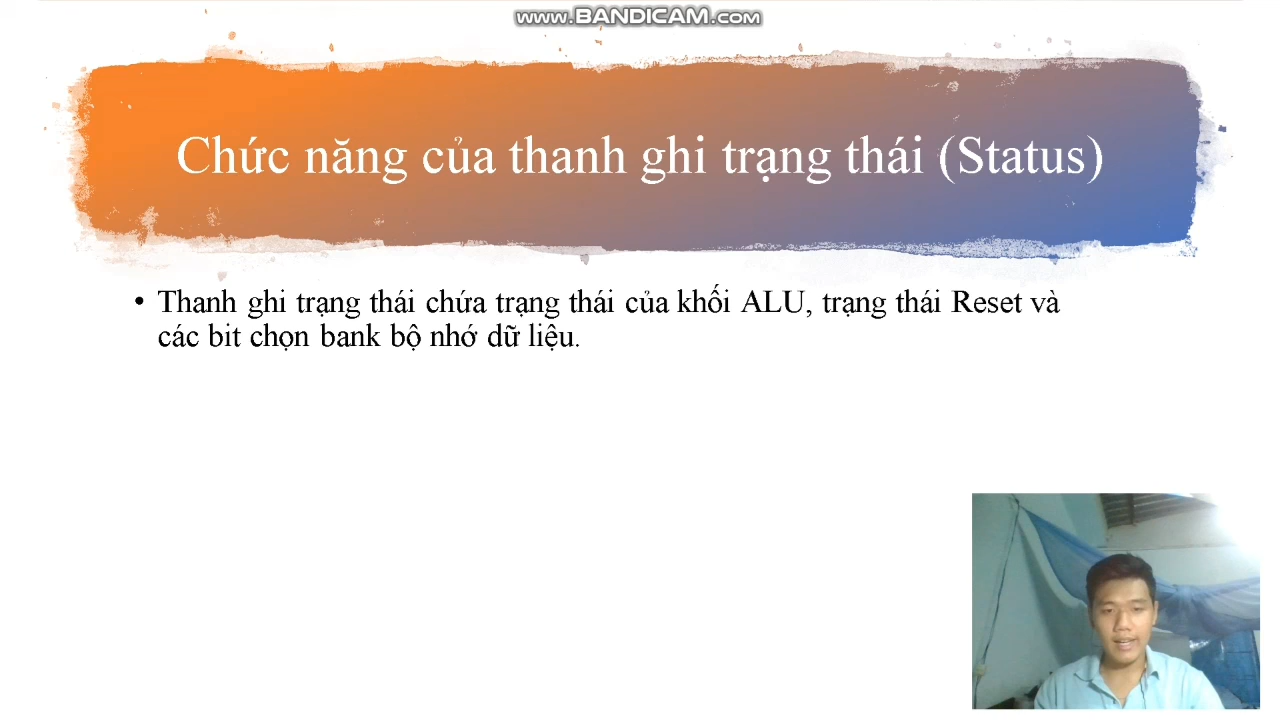 www.BANDICAM.com
Chức năng của thanh ghi trạng thái (Status)
• Thanh ghi trạng thái chứa trạng thái của khối ALU, trạng thái Reset và
các bit chọn bank bộ nhớ dữ liệu.